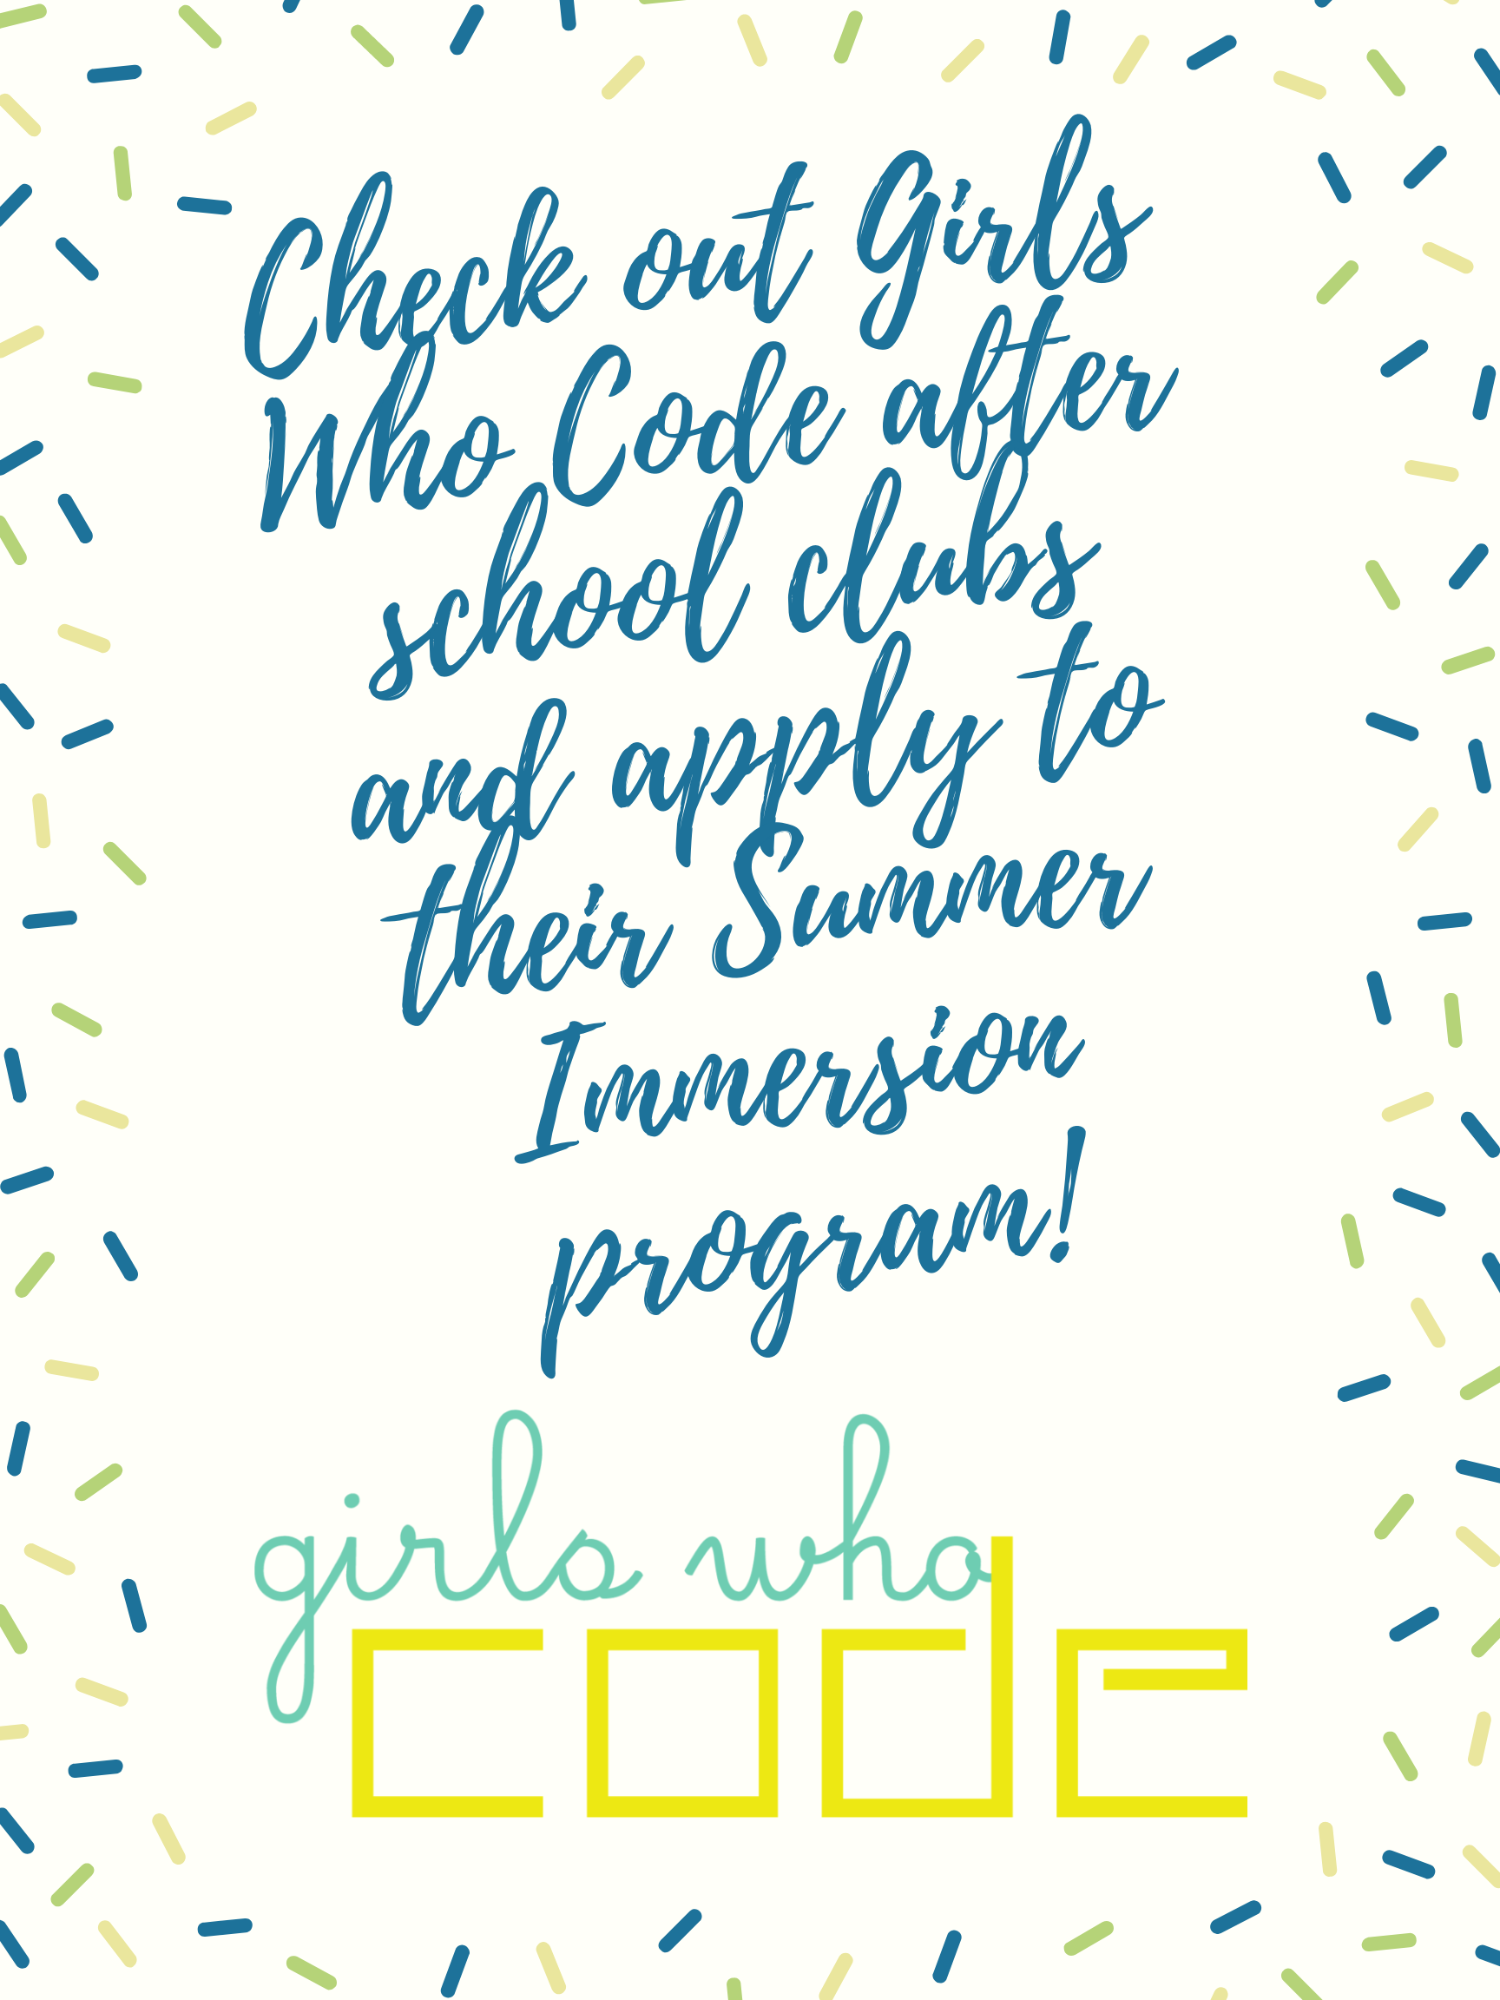 Check out Girls
Who Code after
school clubs
and apply to
their Summer
Immersion
program!
girls who
code